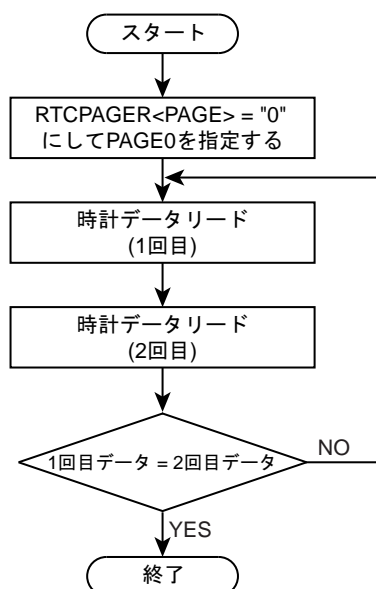 スタート
RTCPAGER<PAGE> = "0"
にしてPAGE0を指定する
時計データリード
(1回目)
時計データリード
(2回目)
1回目データ = 2回目データ
NO
YES
終了